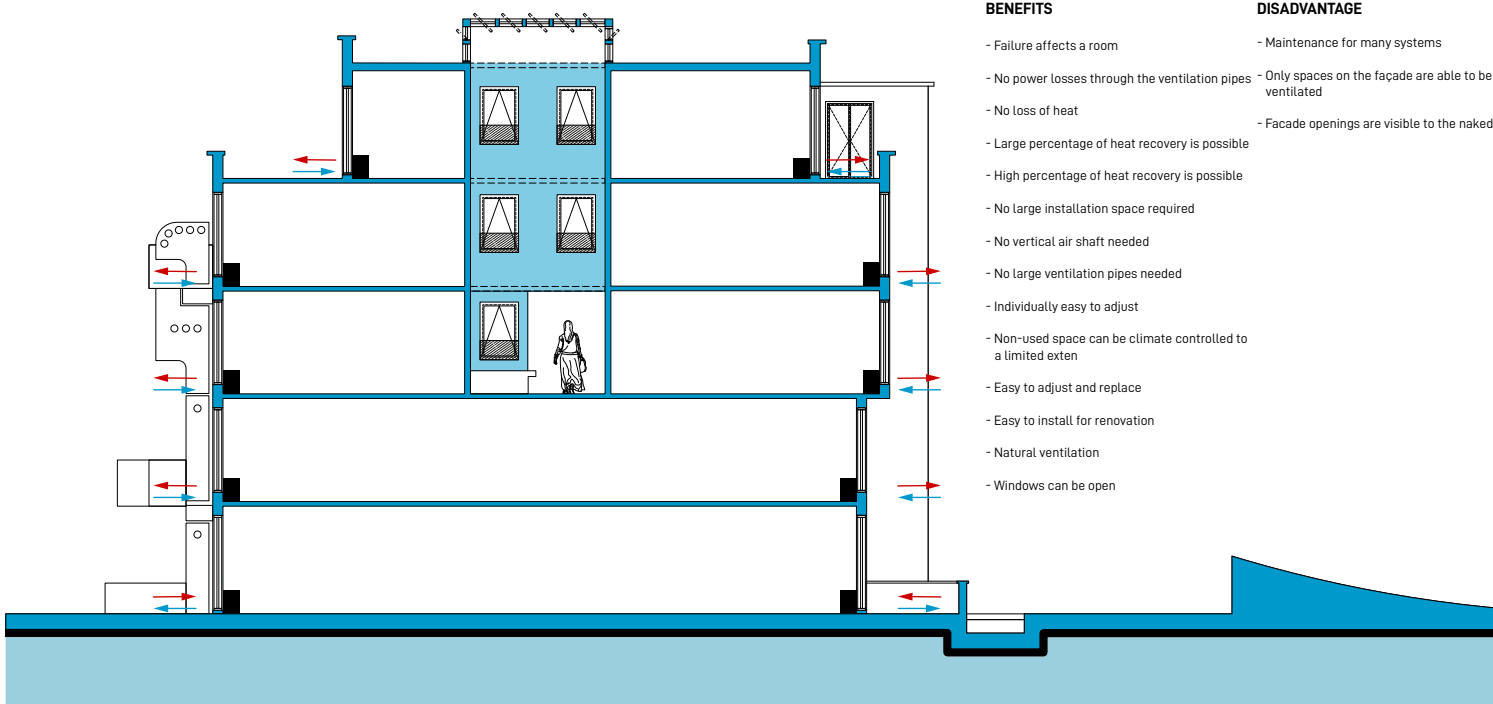 BENEFITS
- Failure affects a room
- No power losses through the ventilation pipes
- No loss of heat
- Large percentage of heat recovery is possible
- High percentage of heat recovery is possible
- No large installation space required
- No vertical air shaft needed
- No large ventilation pipes needed
- Individually easy to adjust
- Non-used space can be climate controlled to
a limited exten
- Easy to adjust and replace
- Easy to install for renovation
- Natural ventilation
- Windows can be open
DISADVANTAGE
- Maintenance for many systems
- Only spaces on the façade are able to be
ventilated
- Facade openings are visible to the naked